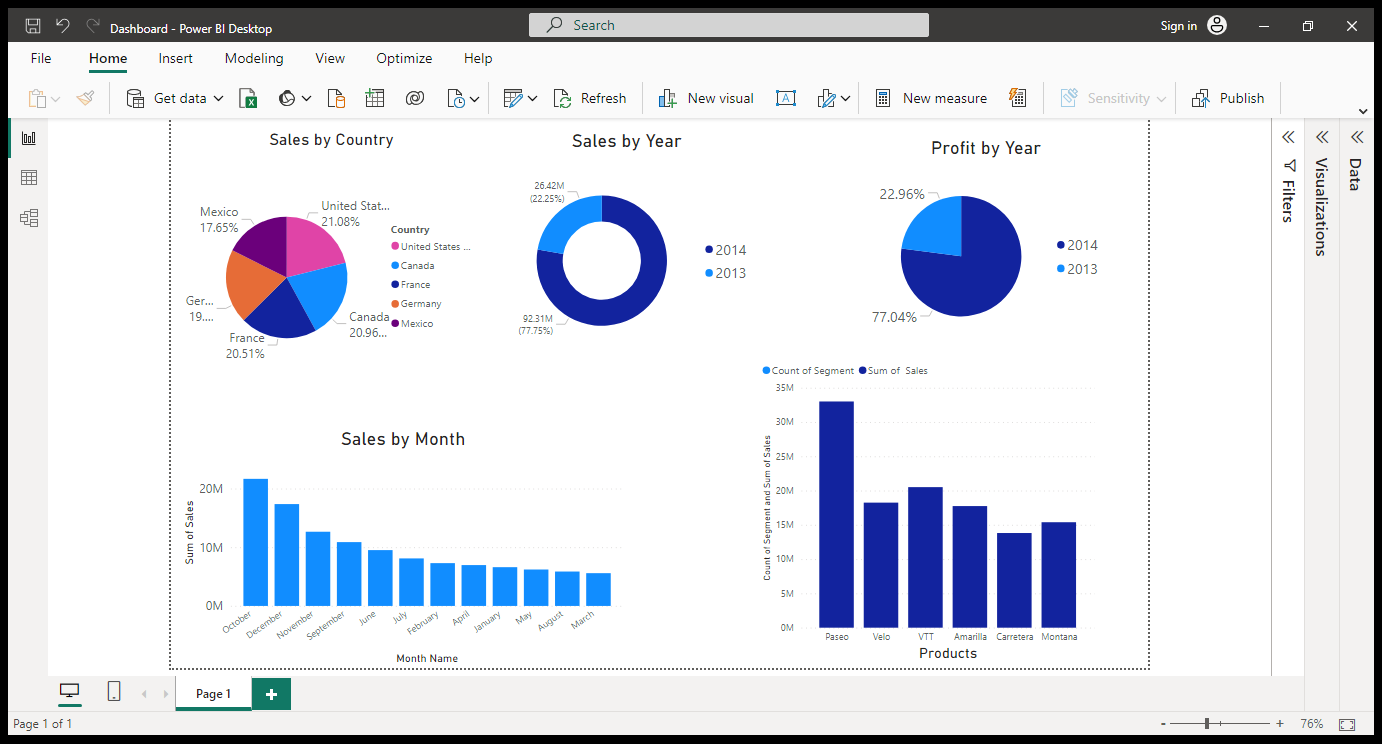 Dashboard - Power BI Desktop
Search
Sign in
File Home Insert Modeling View Optimize Help
Get data Refresh New visual New measure Sensitivity Publish
Sales by Country
Mexico
17.65%
United Stat...
21.08%
Ger...
19....
France
20.51%
Canada
20.96...
Country
United States ...
Canada
France
Germany
Mexico
Sales by Year
26.42M
(22.25%)
92.31M
(77.75%)
2014
2013
Profit by Year
22.96%
77.04%
2014
2013
Filters
Visualizations
Data
Sales by Month
Sum of Sales
20M
10M
0M
October December November September June July February April January May August March
Month Name
Count of Segment Sum of Sales
Count of Segment and Sum of Sales
35M
30M
25M
20M
15M
10M
5M
0M
Paseo Velo VTT Amarilla Carretera Montana
Products
Page 1
Page 1 of 1
- + 76%